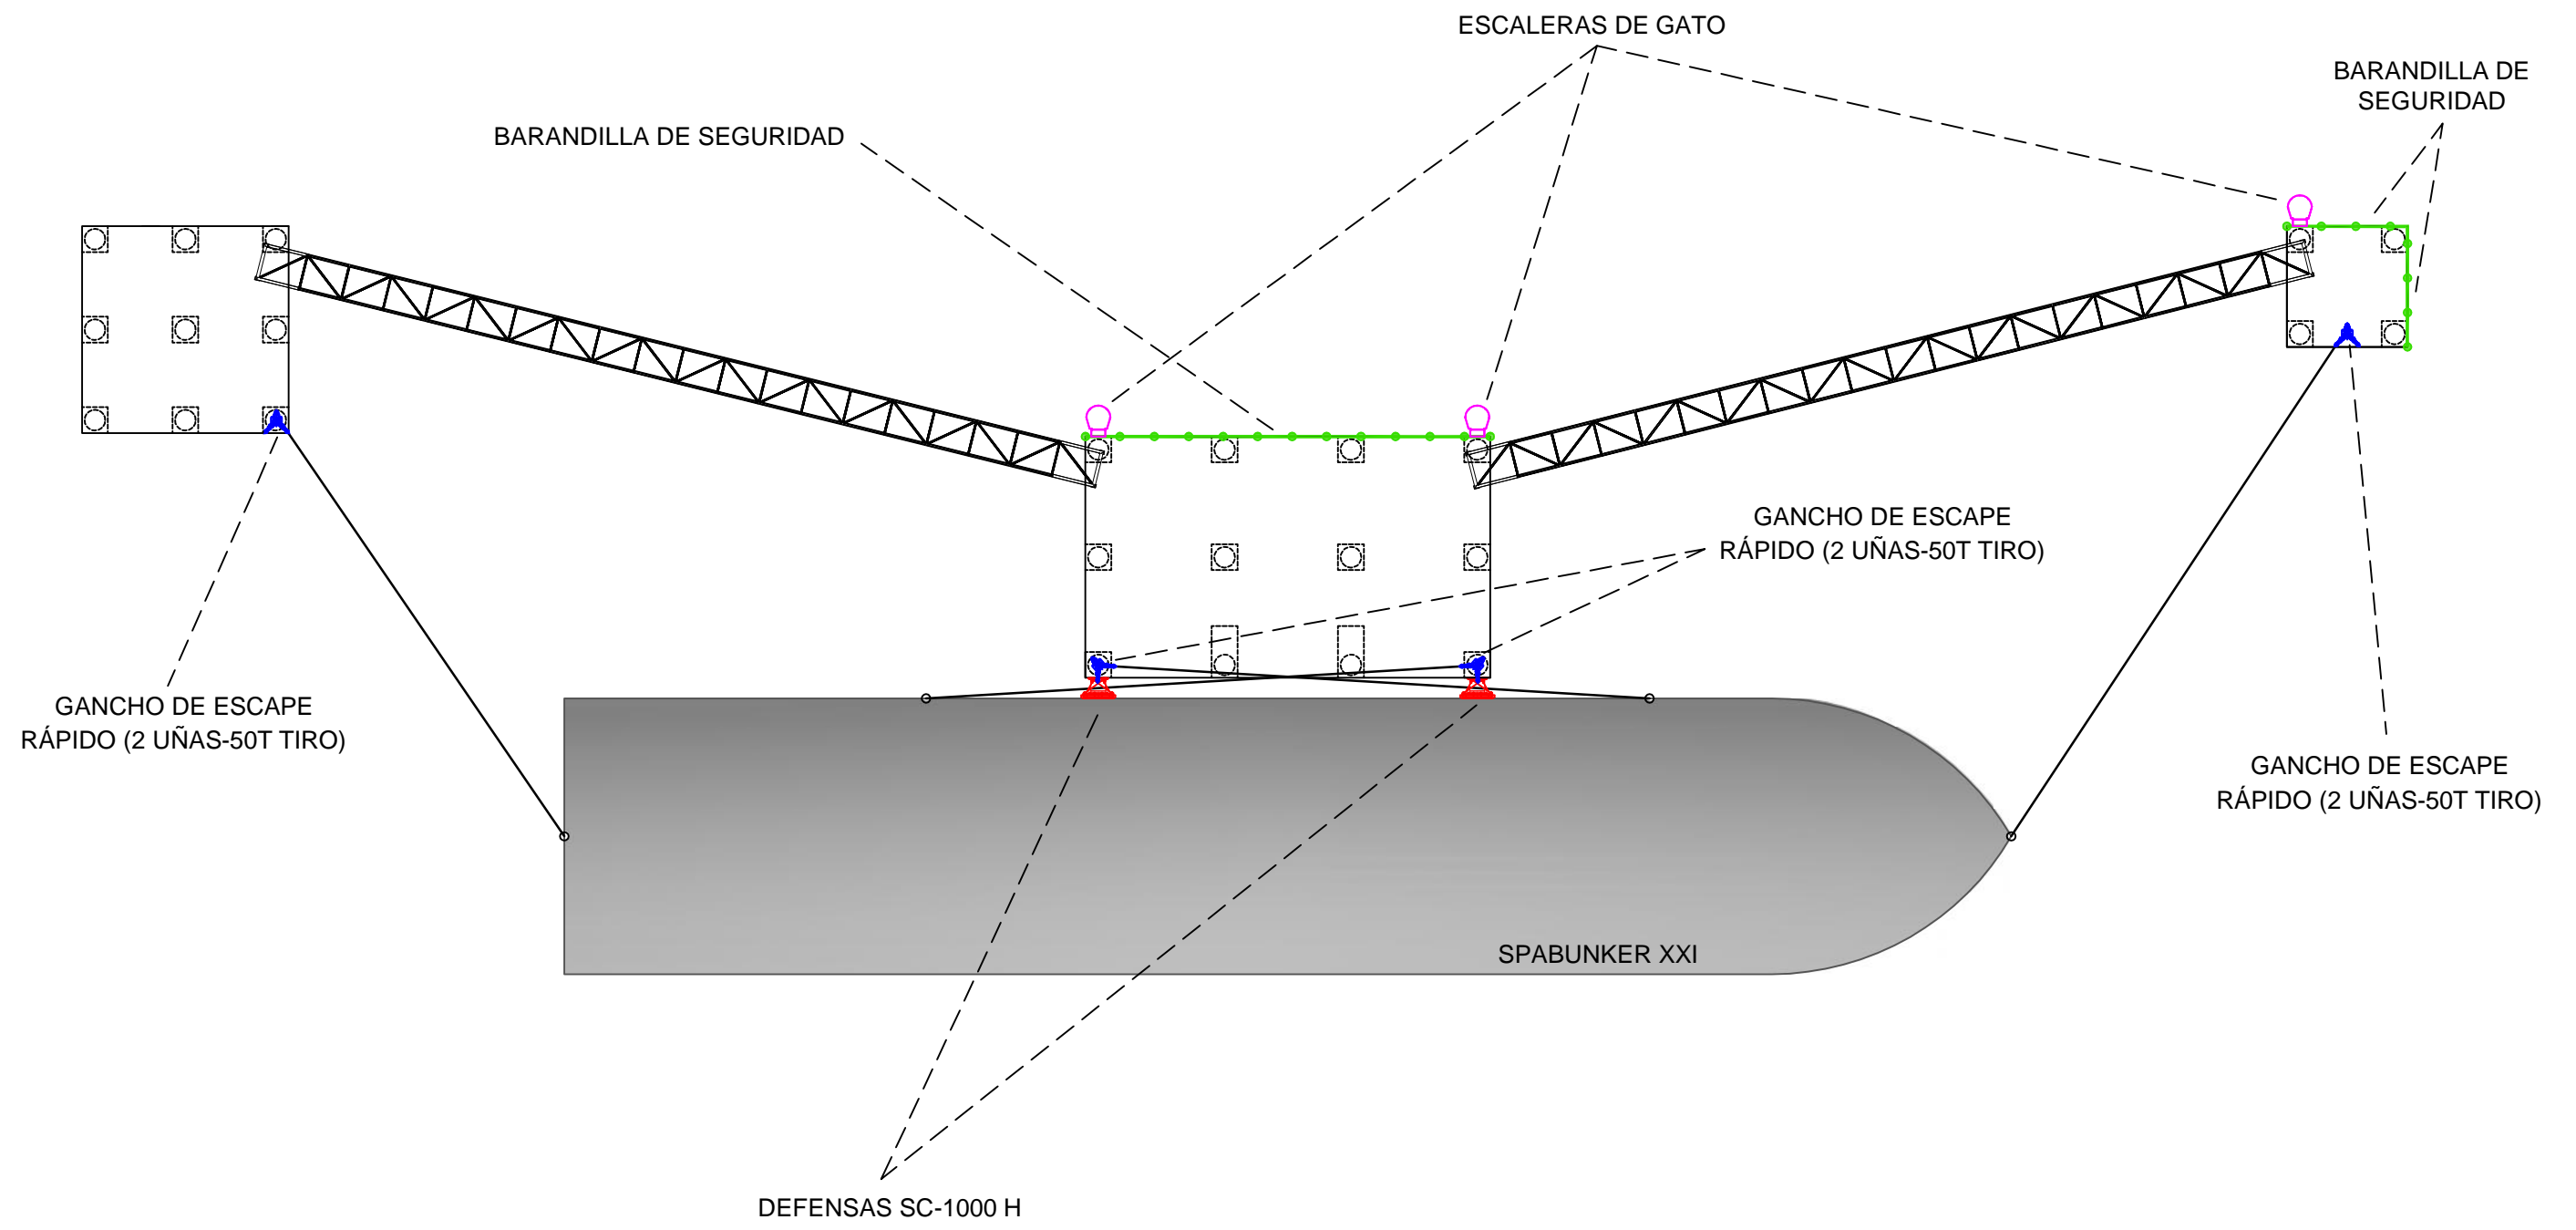 ESCALERAS DE GATO
BARANDILLA DE
SEGURIDAD
BARANDILLA DE SEGURIDAD
GANCHO DE ESCAPE
RÁPIDO (2 UÑAS-50T TIRO)
GANCHO DE ESCAPE
RÁPIDO (2 UÑAS-50T TIRO)
GANCHO DE ESCAPE
RÁPIDO (2 UÑAS-50T TIRO)
SPABUNKER XXI
DEFENSAS SC-1000 H